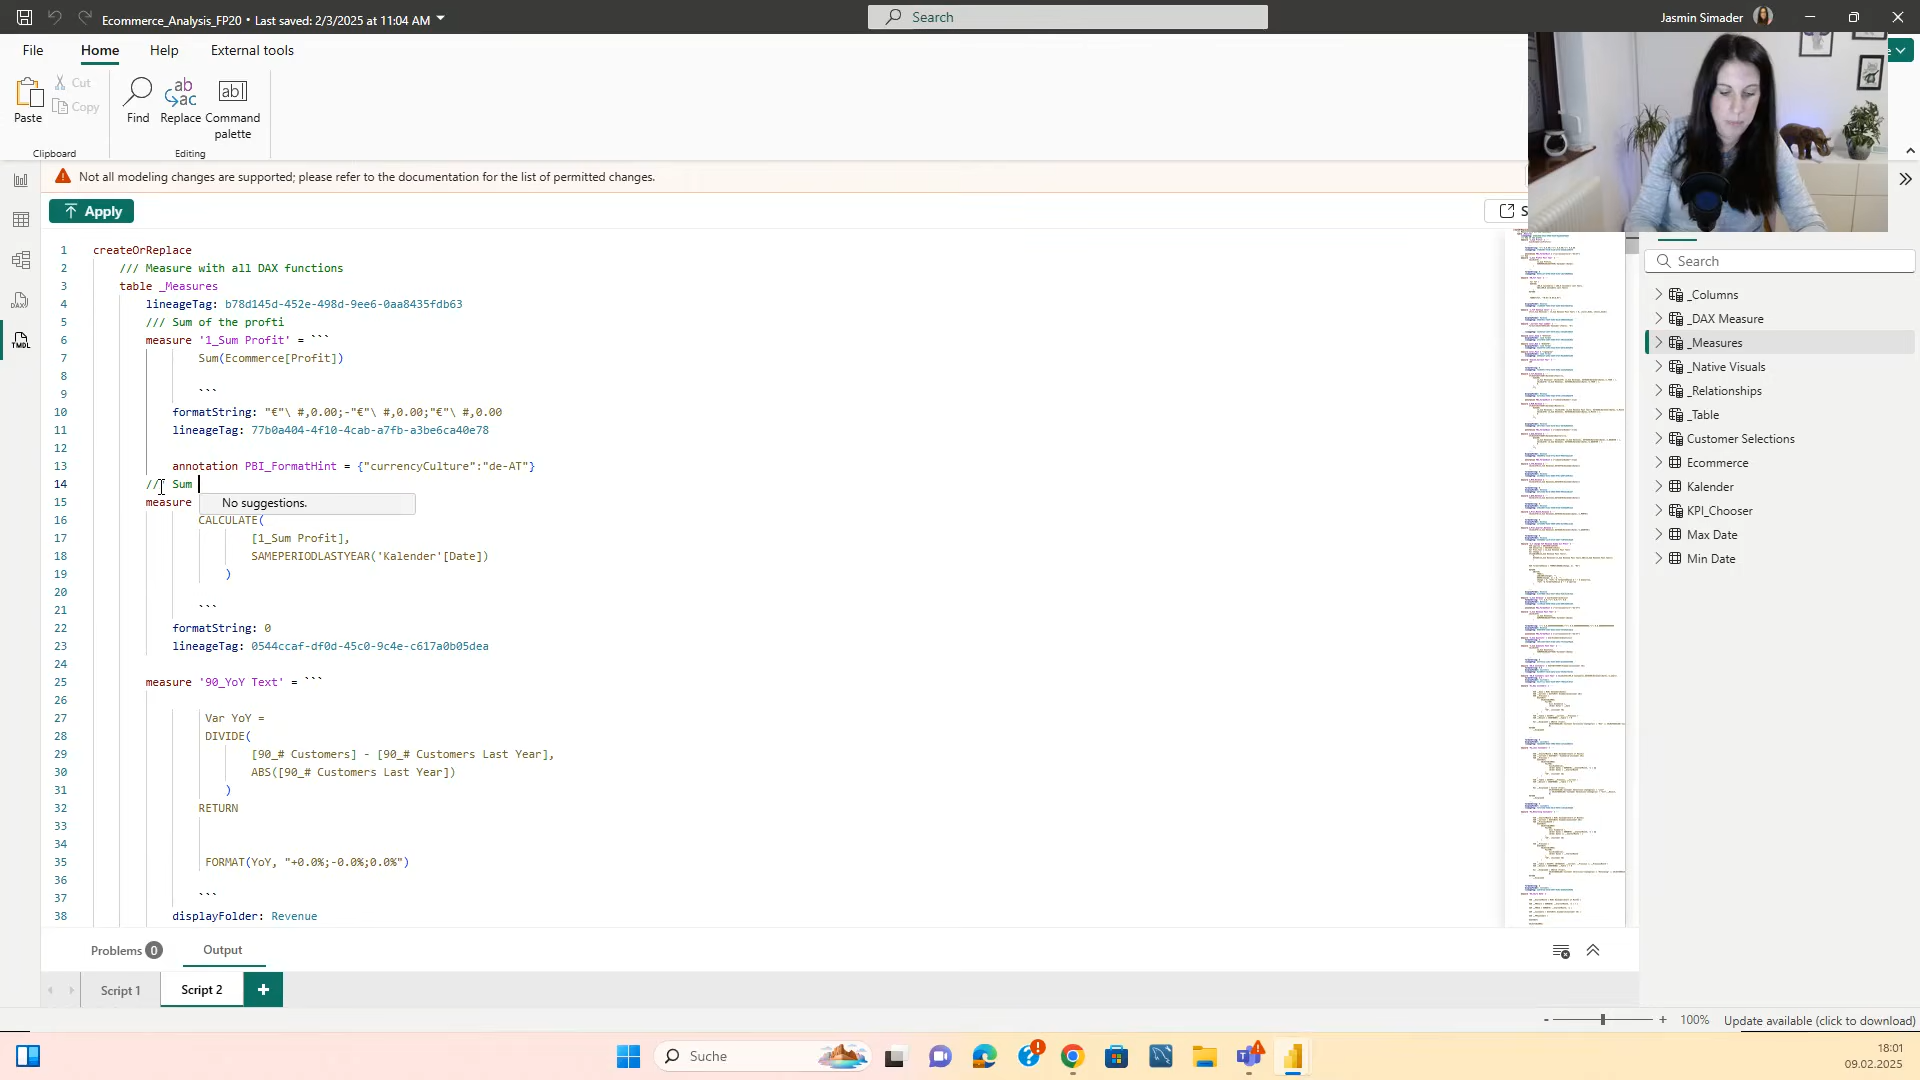 Ecommerce_Analysis_FP20 • Last saved: 2/3/2025 at 11:04 AM
Search
Jasmin Simader
File
Home
Help
External tools
Paste
Cut
Copy
Find
Replace
Command palette
Clipboard
Editing
Not all modeling changes are supported; please refer to the documentation for the list of permitted changes.
Apply
1 createOrReplace
2 /// Measure with all DAX functions
3 table _Measures
4 lineageTag: b78d145d-452e-498d-9ee6-0aa8435fdb63
5 /// Sum of the profti
6 measure '1_Sum Profit' = ```
7 Sum(Ecommerce[Profit])
8
9 ```
10 formatString: "€"\ #,0.00;-"€"\ #,0.00;"€"\ #,0.00
11 lineageTag: 77b0a404-4f10-4cab-a7fb-a3be6ca40e78
12
13 annotation PBI_FormatHint = {"currencyCulture":"de-AT"}
14 /// Sum
15 measure
No suggestions.
16 CALCULATE(
17 [1_Sum Profit],
18 SAMEPERIODLASTYEAR('Kalender'[Date])
19 )
20
21 ```
22 formatString: 0
23 lineageTag: 0544ccaf-df0d-45c0-9c4e-c617a0b05dea
24
25 measure '90_YoY Text' = ```
26
27 Var YoY =
28 DIVIDE(
29 [90_# Customers] - [90_# Customers Last Year],
30 ABS([90_# Customers Last Year])
31 )
32 RETURN
33
34
35 FORMAT(YoY, "+0.0%;-0.0%;0.0%")
36
37 ```
38 displayFolder: Revenue
Search
_Columns
_DAX Measure
_Measures
_Native Visuals
_Relationships
_Table
Customer Selections
Ecommerce
Kalender
KPI_Chooser
Max Date
Min Date
Problems 0
Output
Script 1
Script 2
+
- + 100%
Update available (click to download)
Suche
18:01
09.02.2025
DAX
TMDL